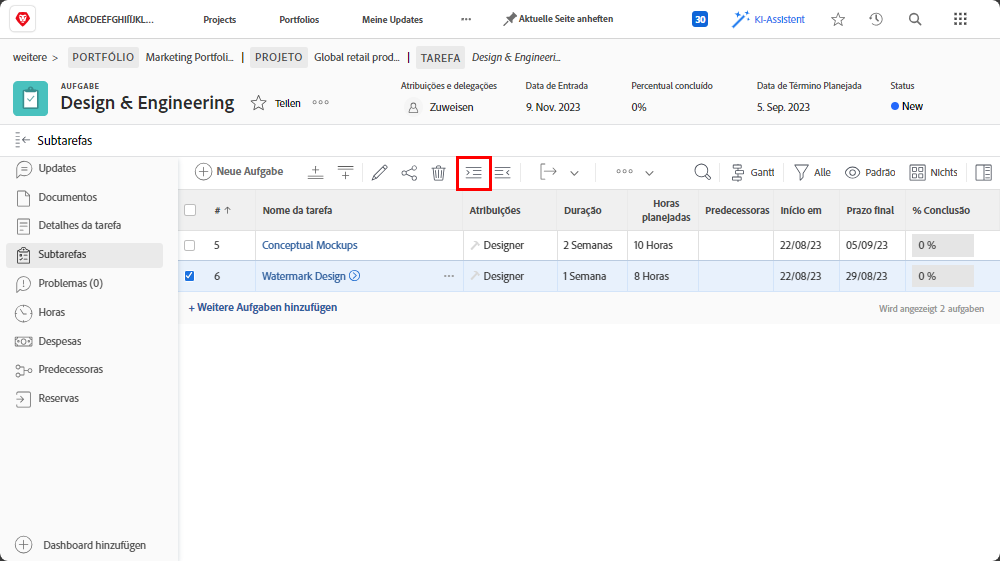 AÁBCDEÉFGHIÍJKL...
Projects
Portfolios
Meine Updates
Aktuelle Seite anheften
30
KI-Assistent
weitere >
PORTFÓLIO
Marketing Portfoli...
PROJETO
Global retail prod...
TAREFA
Design & Engineeri...
AUFGABE
Design & Engineering
Teilen
Atribuições e delegações
Zuweisen
Data de Entrada
9. Nov. 2023
Percentual concluído
0%
Data de Término Planejada
5. Sep. 2023
Status
New
Subtarefas
Updates
Documentos
Detalhes da tarefa
Subtarefas
Problemas (0)
Horas
Despesas
Predecessoras
Reservas
Dashboard hinzufügen
Neue Aufgabe
Gantt
Alle
Padrão
Nichts
# ↑
Nome da tarefa
Atribuições
Duração
Horas planejadas
Predecessoras
Início em
Prazo final
% Conclusão
5 Conceptual Mockups Designer 2 Semanas 10 Horas 22/08/23 05/09/23 0 %
6 Watermark Design Designer 1 Semana 8 Horas 22/08/23 29/08/23 0 %
+ Weitere Aufgaben hinzufügen
Wird angezeigt 2 aufgaben